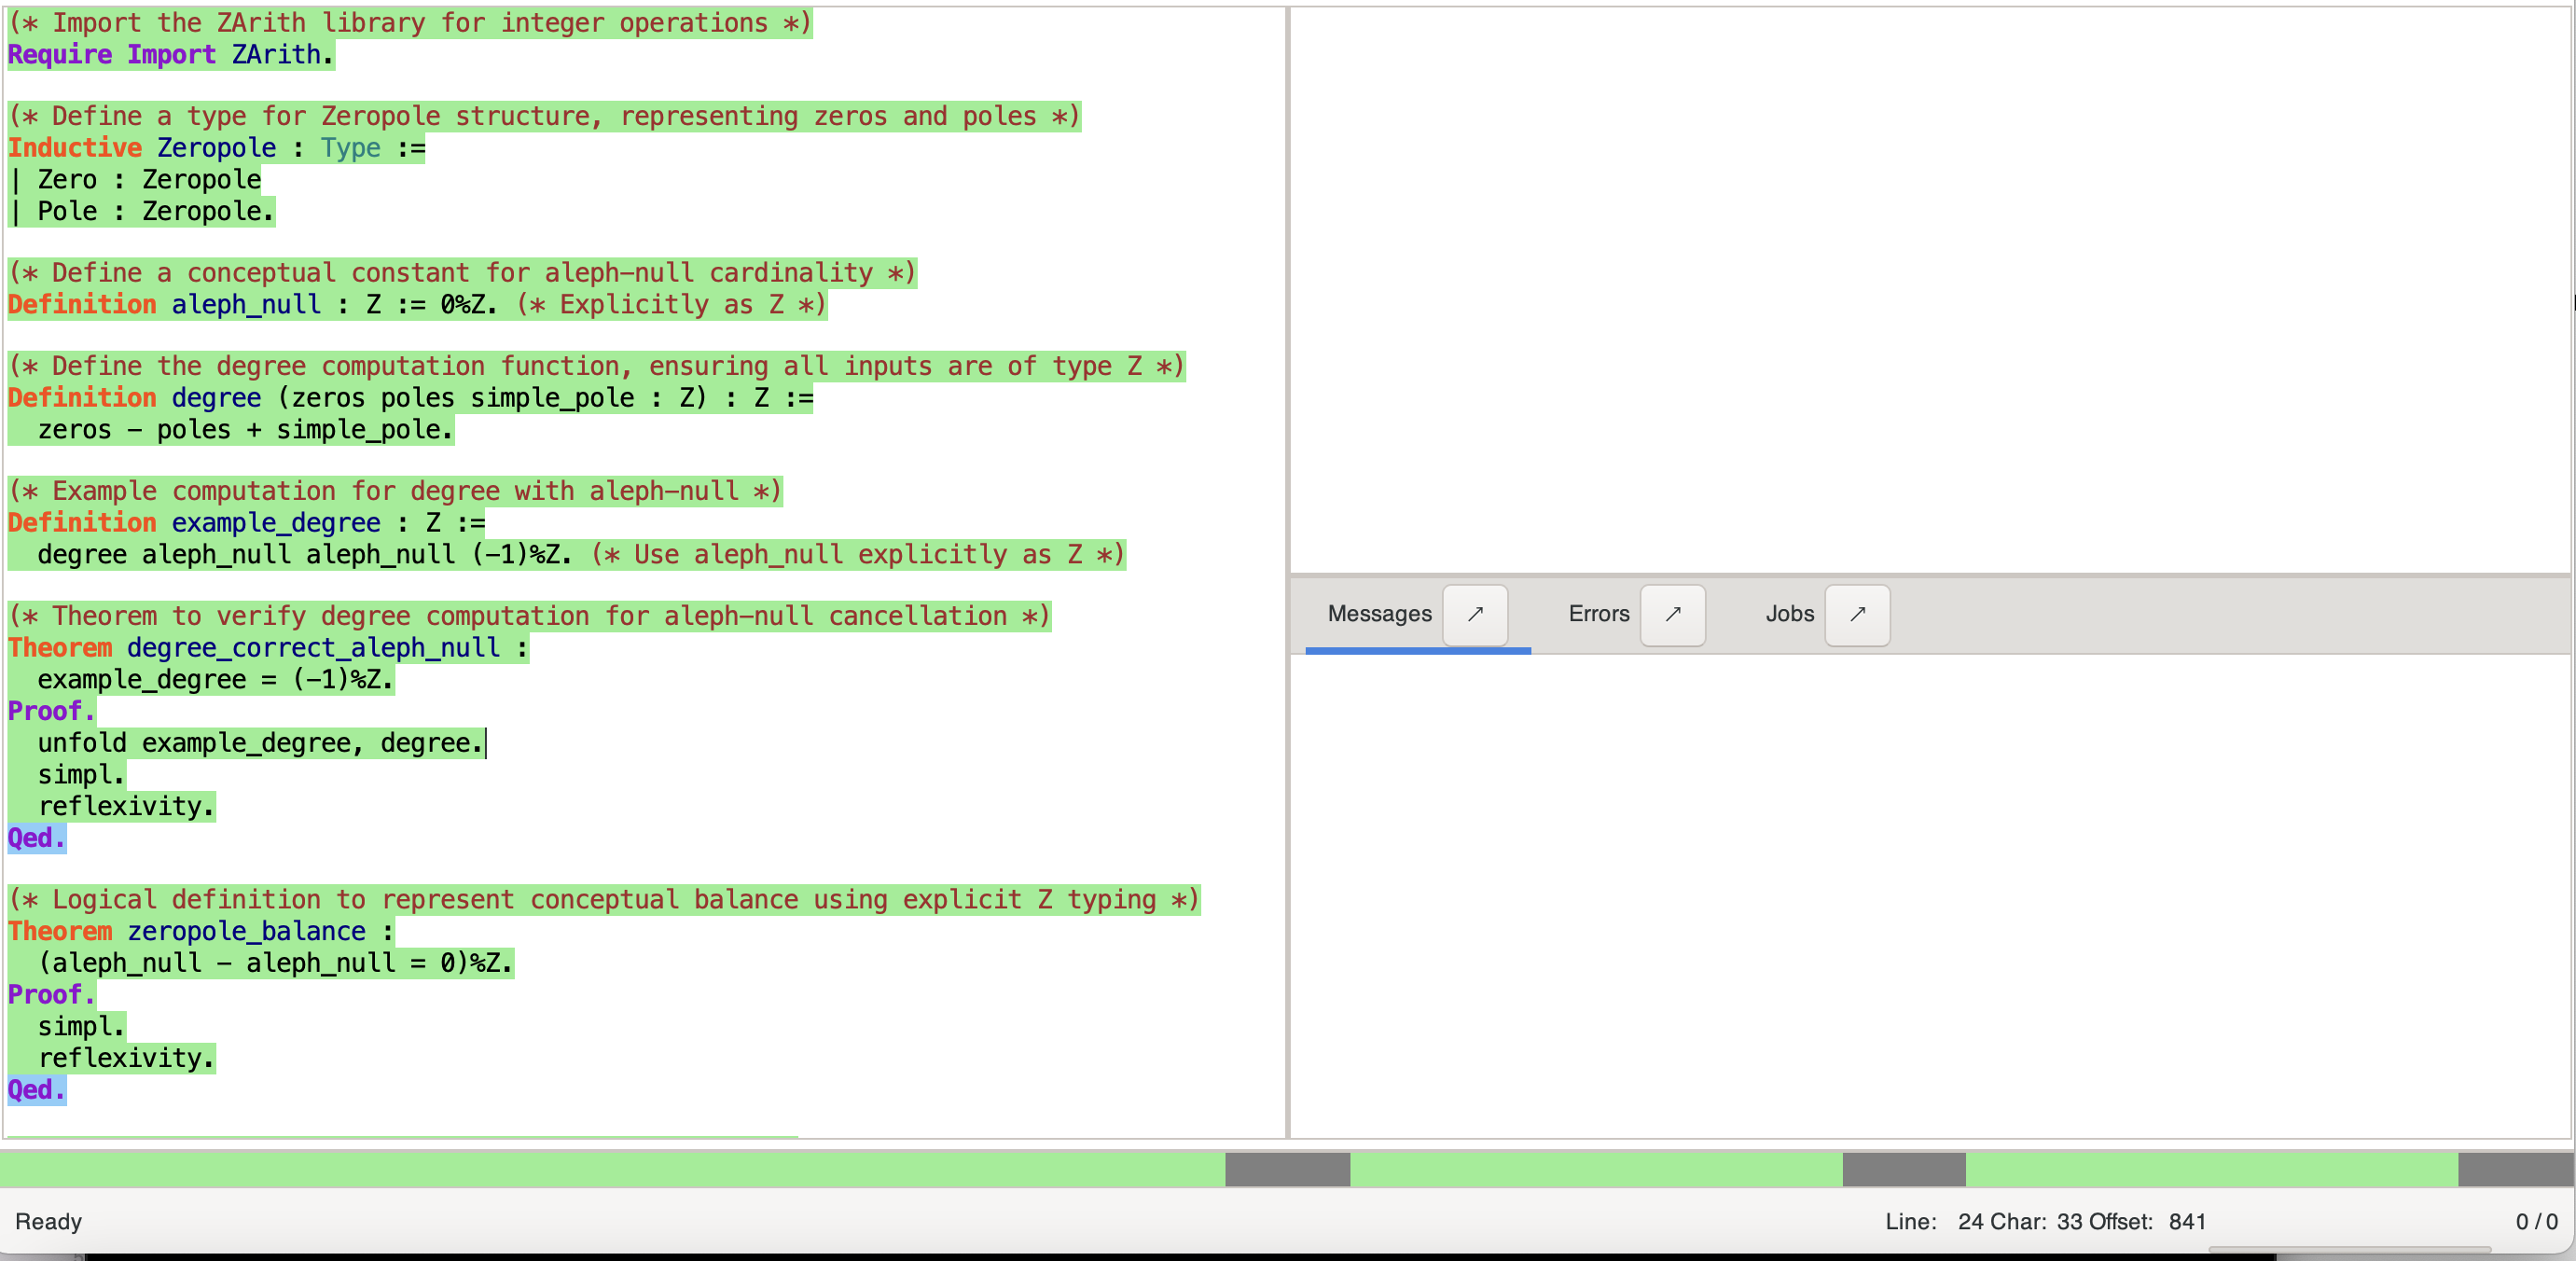 (* Import the ZArith library for integer operations *)
Require Import ZArith.
(* Define a type for Zeropole structure, representing zeros and poles *)
Inductive Zeropole : Type :=
| Zero : Zeropole
| Pole : Zeropole.
(* Define a conceptual constant for aleph-null cardinality *)
Definition aleph_null : Z := 0%Z. (* Explicitly as Z *)
(* Define the degree computation function, ensuring all inputs are of type Z *)
Definition degree (zeros poles simple_pole : Z) : Z :=
  zeros - poles + simple_pole.
(* Example computation for degree with aleph-null *)
Definition example_degree : Z :=
  degree aleph_null aleph_null (-1)%Z. (* Use aleph_null explicitly as Z *)
(* Theorem to verify degree computation for aleph-null cancellation *)
Theorem degree_correct_aleph_null :
  example_degree = (-1)%Z.
Proof.
  unfold example_degree, degree.
  simpl.
  reflexivity.
Qed.
(* Logical definition to represent conceptual balance using explicit Z typing *)
Theorem zeropole_balance :
  (aleph_null - aleph_null = 0)%Z.
Proof.
  simpl.
  reflexivity.
Qed.
Messages ↗ Errors ↗ Jobs ↗
Ready Line: 24 Char: 33 Offset: 841 0 / 0